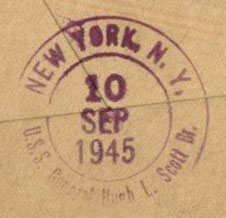 NEW YORK, N. Y.
10
SEP
1945
U.S.S. General Hugh L. Scott Br.